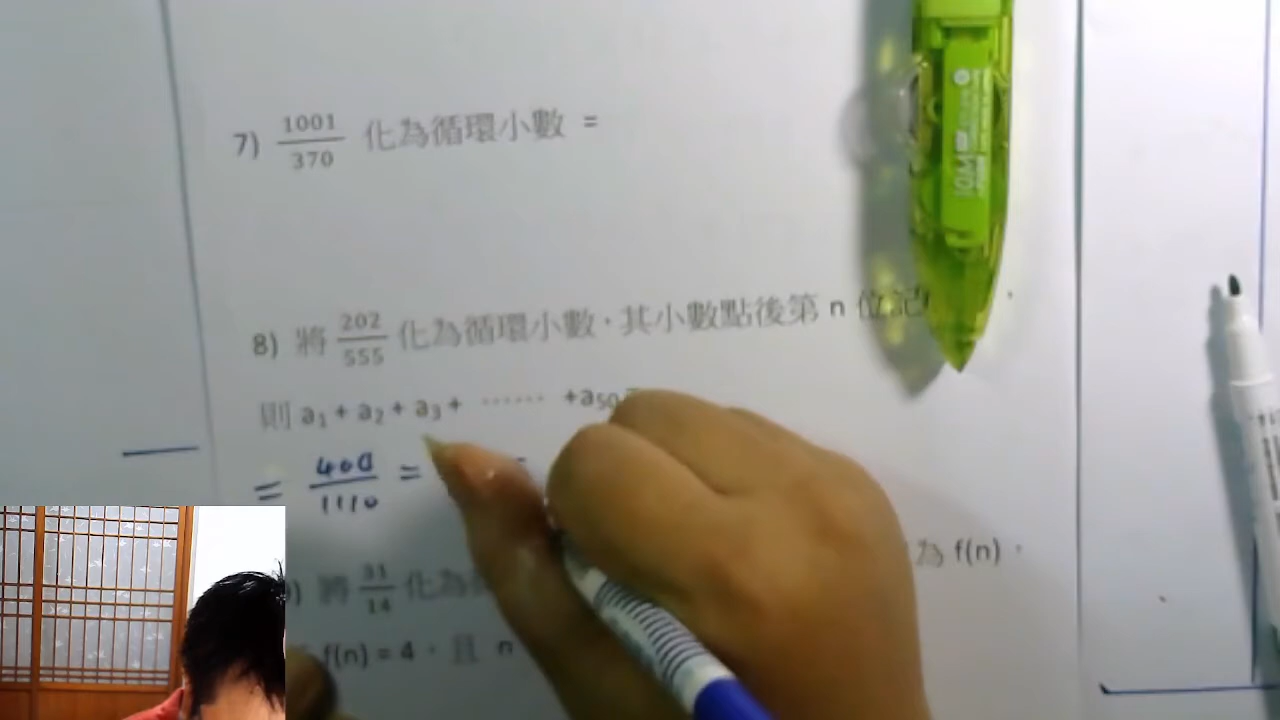 7) 1001/370 化為循環小數 =
8) 將 202/555 化為循環小數,其小數點後第 n 位記
則 a₁ + a₂ + a₃ + ⋯⋯ +a₅₀
= /1110 =
將 31/14 化為
為 f(n),
f(n) = 4,且 n